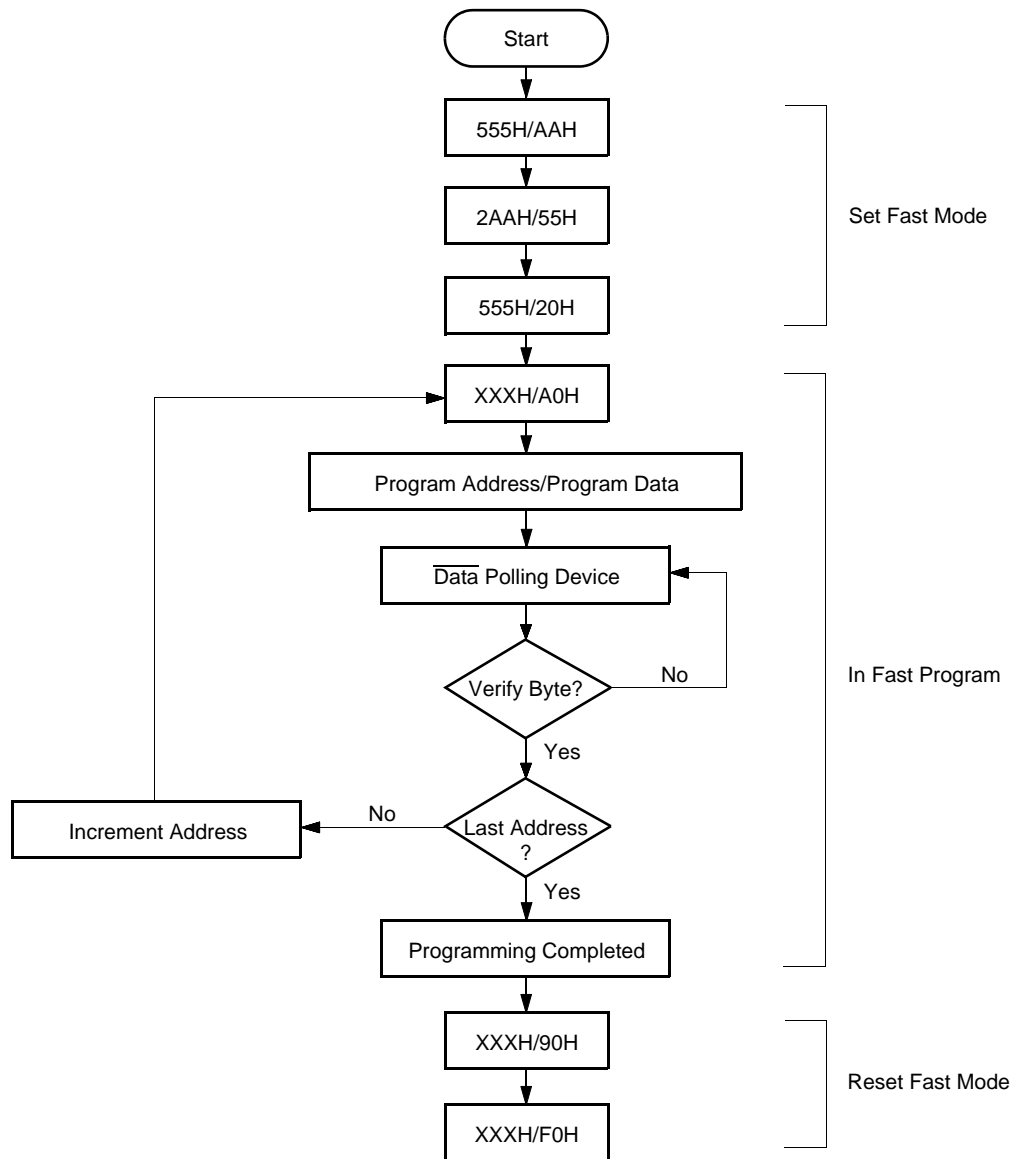 Start
555H/AAH
2AAH/55H
Set Fast Mode
555H/20H
XXXH/A0H
Program Address/Program Data
Data Polling Device
Verify Byte?
No
In Fast Program
Yes
Last Address
?
No
Increment Address
Yes
Programming Completed
XXXH/90H
Reset Fast Mode
XXXH/F0H